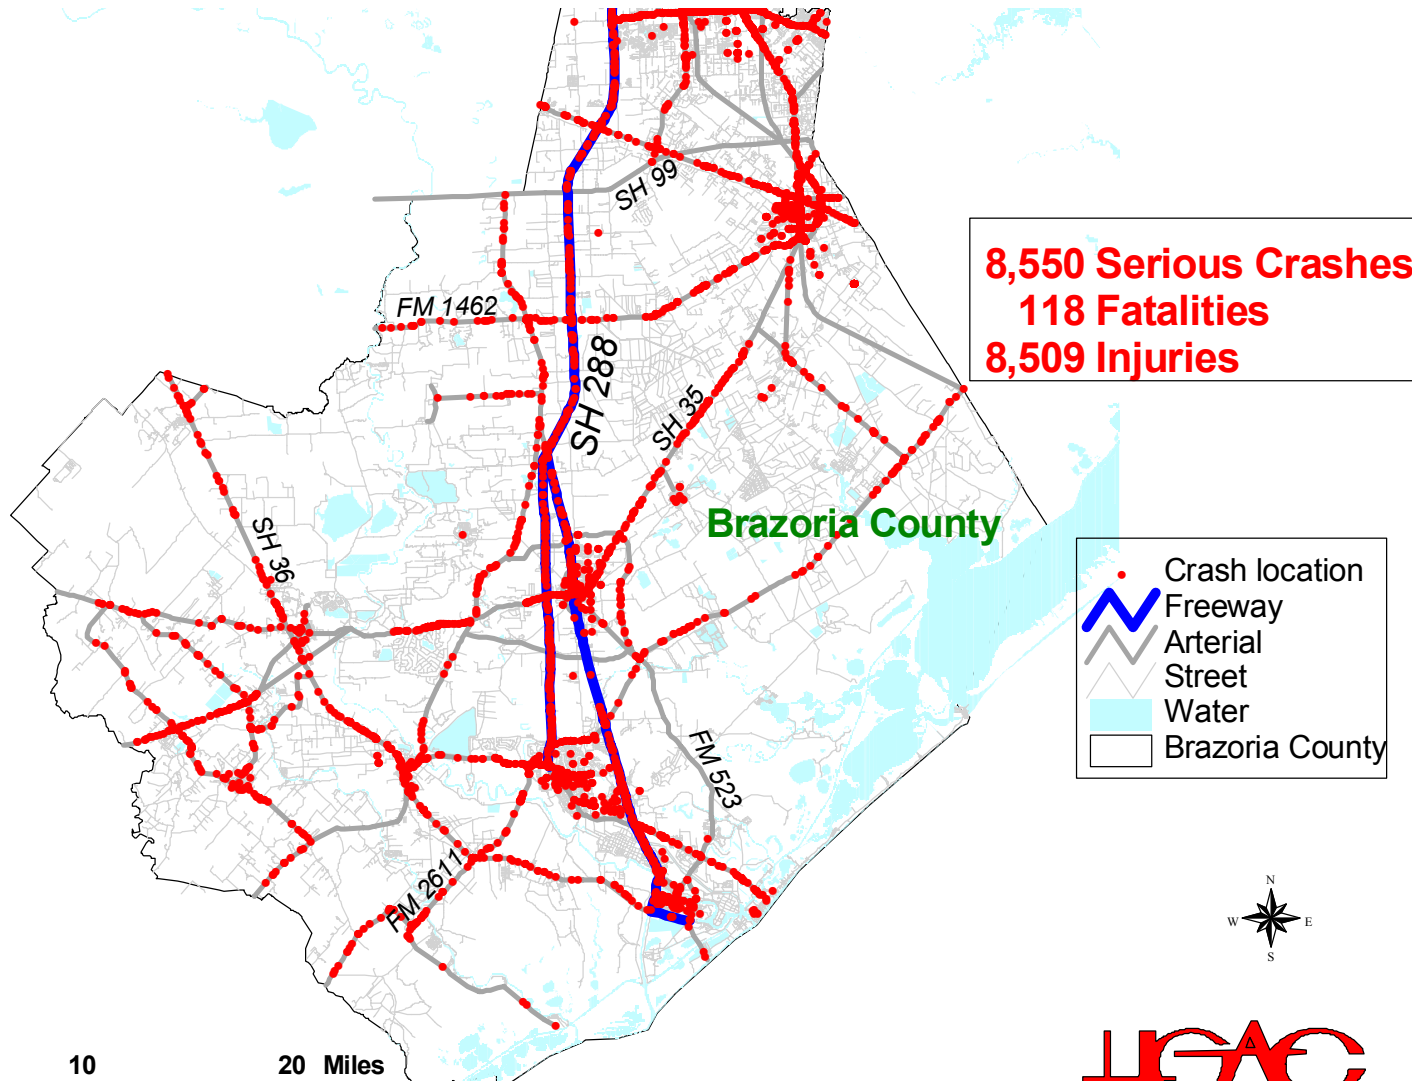 SH 99
8,550 Serious Crashes
118 Fatalities
8,509 Injuries
FM 1462
SH 288
SH 35
Brazoria County
SH 36
Crash location
Freeway
Arterial
Street
Water
Brazoria County
FM 523
FM 2611
N
W E
S
10 20 Miles